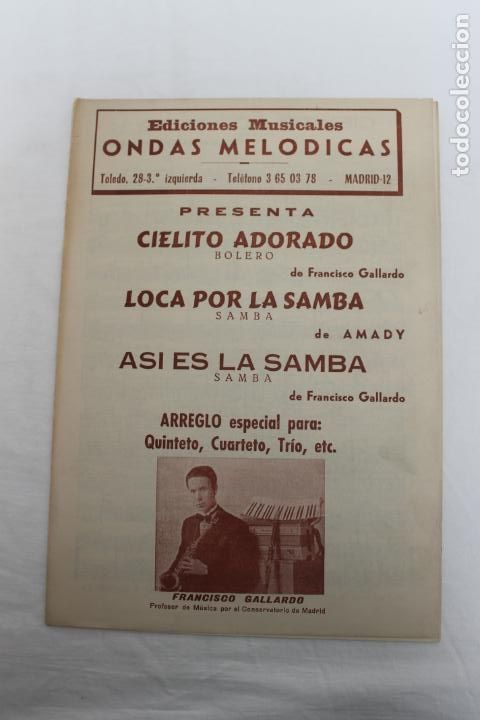 Ediciones Musicales
ONDAS MELODICAS
Toledo, 28-3.° izquierda - Teléfono 3 65 03 78 - MADRID-12
PRESENTA
CIELITO ADORADO
BOLERO
de Francisco Gallardo
LOCA POR LA SAMBA
SAMBA
de AMADY
ASI ES LA SAMBA
SAMBA
de Francisco Gallardo
ARREGLO especial para:
Quinteto, Cuarteto, Trío, etc.
FRANCISCO GALLARDO
Profesor de Música por el Conservatorio de Madrid
todocoleccion